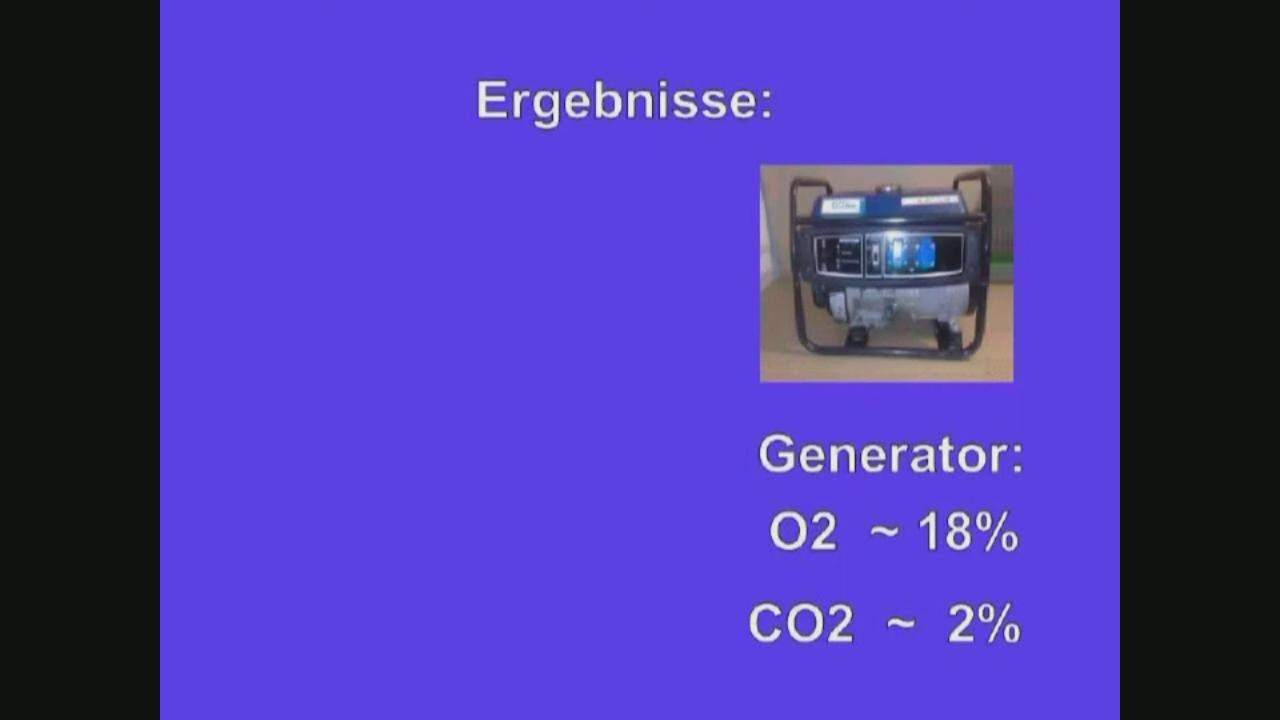 Ergebnisse:
Generator:
O2 ~ 18%
CO2 ~ 2%